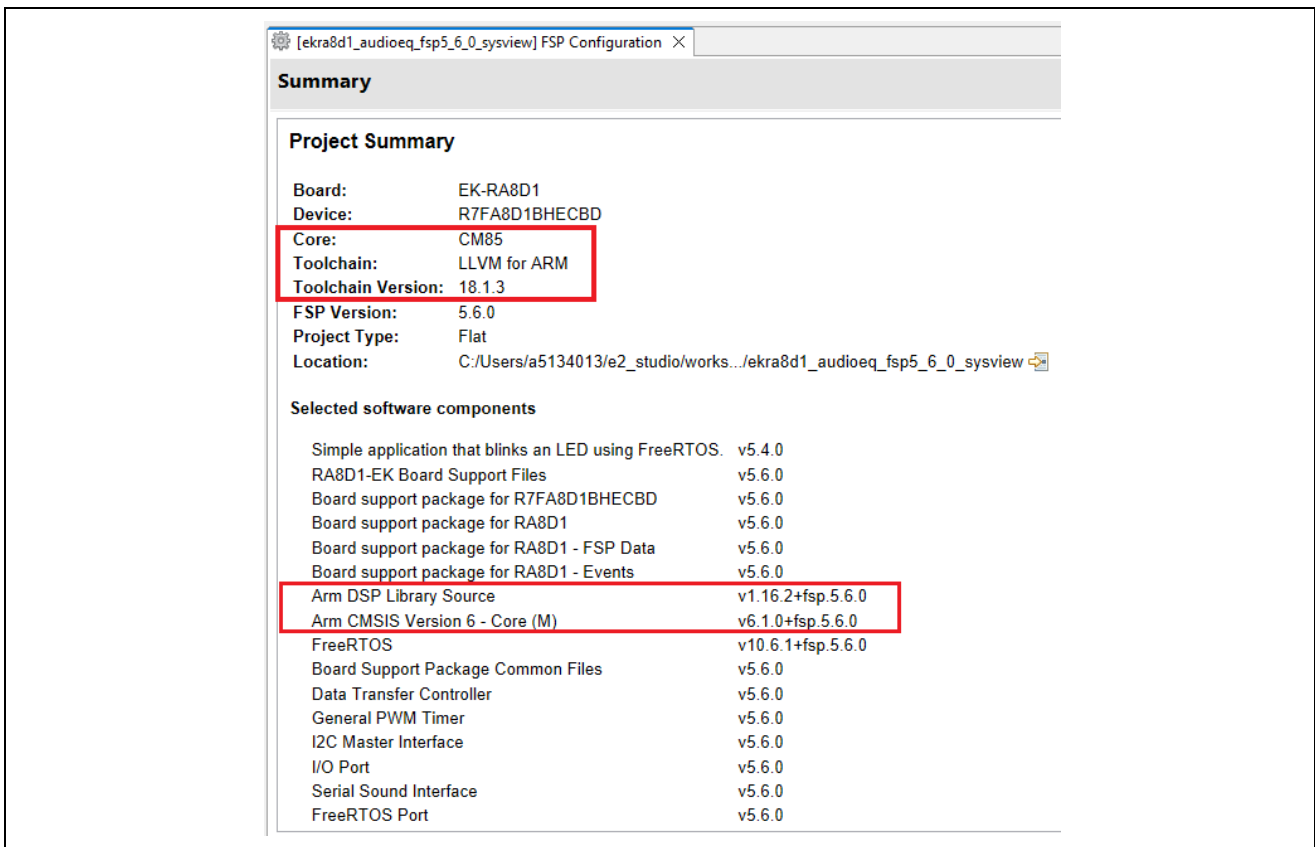 [ekra8d1_audioeq_fsp5_6_0_sysview] FSP Configuration ×
Summary
Project Summary
Board: EK-RA8D1
Device: R7FA8D1BHECBD
Core: CM85
Toolchain: LLVM for ARM
Toolchain Version: 18.1.3
FSP Version: 5.6.0
Project Type: Flat
Location: C:/Users/a5134013/e2_studio/works.../ekra8d1_audioeq_fsp5_6_0_sysview
Selected software components
Simple application that blinks an LED using FreeRTOS. v5.4.0
RA8D1-EK Board Support Files v5.6.0
Board support package for R7FA8D1BHECBD v5.6.0
Board support package for RA8D1 v5.6.0
Board support package for RA8D1 - FSP Data v5.6.0
Board support package for RA8D1 - Events v5.6.0
Arm DSP Library Source v1.16.2+fsp.5.6.0
Arm CMSIS Version 6 - Core (M) v6.1.0+fsp.5.6.0
FreeRTOS v10.6.1+fsp.5.6.0
Board Support Package Common Files v5.6.0
Data Transfer Controller v5.6.0
General PWM Timer v5.6.0
I2C Master Interface v5.6.0
I/O Port v5.6.0
Serial Sound Interface v5.6.0
FreeRTOS Port v5.6.0